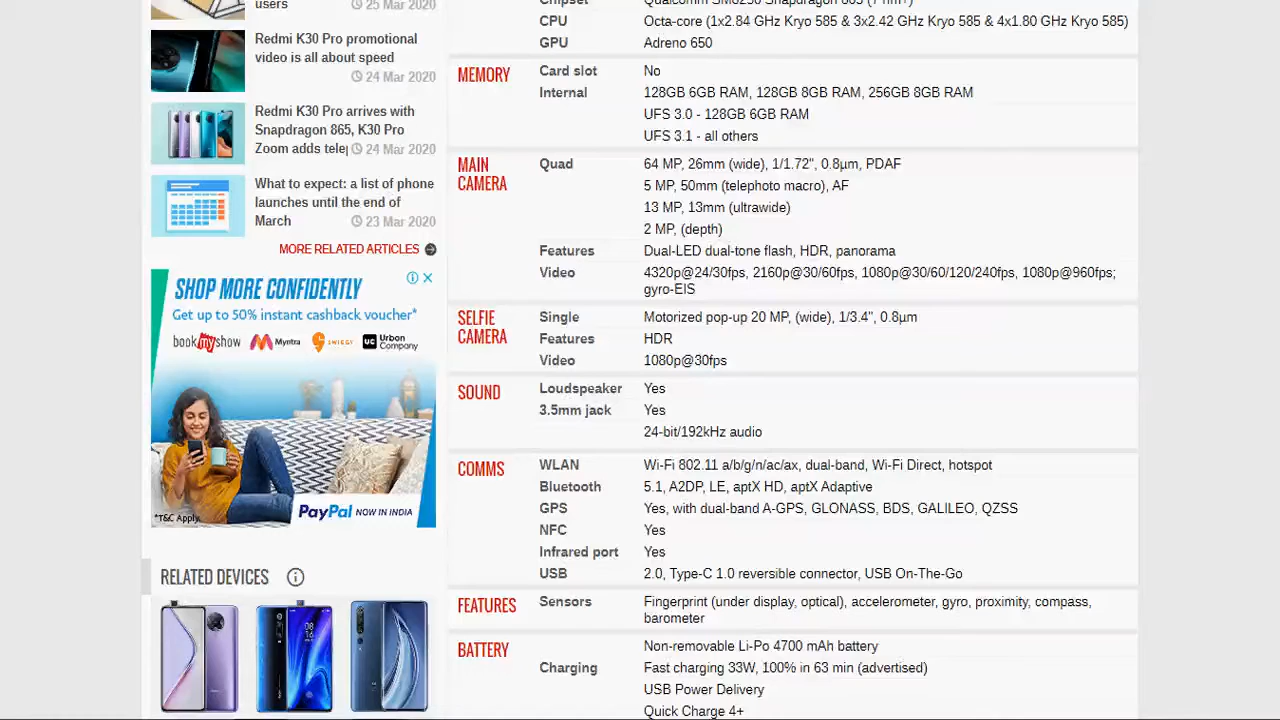 users
25 Mar 2020
Redmi K30 Pro promotional
video is all about speed
24 Mar 2020
Redmi K30 Pro arrives with
Snapdragon 865, K30 Pro
Zoom adds tele
24 Mar 2020
What to expect: a list of phone
launches until the end of
March
23 Mar 2020
MORE RELATED ARTICLES
SHOP MORE CONFIDENTLY
Get up to 50% instant cashback voucher*
bookmyshow Myntra SWIGGY UC Urban Company
*T&C Apply.
PayPal NOW IN INDIA
RELATED DEVICES
Chipset Qualcomm SM8250 Snapdragon 865 (7 nm+)
CPU Octa-core (1x2.84 GHz Kryo 585 & 3x2.42 GHz Kryo 585 & 4x1.80 GHz Kryo 585)
GPU Adreno 650
MEMORY Card slot No
Internal 128GB 6GB RAM, 128GB 8GB RAM, 256GB 8GB RAM
UFS 3.0 - 128GB 6GB RAM
UFS 3.1 - all others
MAIN CAMERA Quad 64 MP, 26mm (wide), 1/1.72", 0.8µm, PDAF
5 MP, 50mm (telephoto macro), AF
13 MP, 13mm (ultrawide)
2 MP, (depth)
Features Dual-LED dual-tone flash, HDR, panorama
Video 4320p@24/30fps, 2160p@30/60fps, 1080p@30/60/120/240fps, 1080p@960fps,
gyro-EIS
SELFIE CAMERA Single Motorized pop-up 20 MP, (wide), 1/3.4", 0.8µm
Features HDR
Video 1080p@30fps
SOUND Loudspeaker Yes
3.5mm jack Yes
24-bit/192kHz audio
COMMS WLAN Wi-Fi 802.11 a/b/g/n/ac/ax, dual-band, Wi-Fi Direct, hotspot
Bluetooth 5.1, A2DP, LE, aptX HD, aptX Adaptive
GPS Yes, with dual-band A-GPS, GLONASS, BDS, GALILEO, QZSS
NFC Yes
Infrared port Yes
USB 2.0, Type-C 1.0 reversible connector, USB On-The-Go
FEATURES Sensors Fingerprint (under display, optical), accelerometer, gyro, proximity, compass,
barometer
BATTERY Non-removable Li-Po 4700 mAh battery
Charging Fast charging 33W, 100% in 63 min (advertised)
USB Power Delivery
Quick Charge 4+